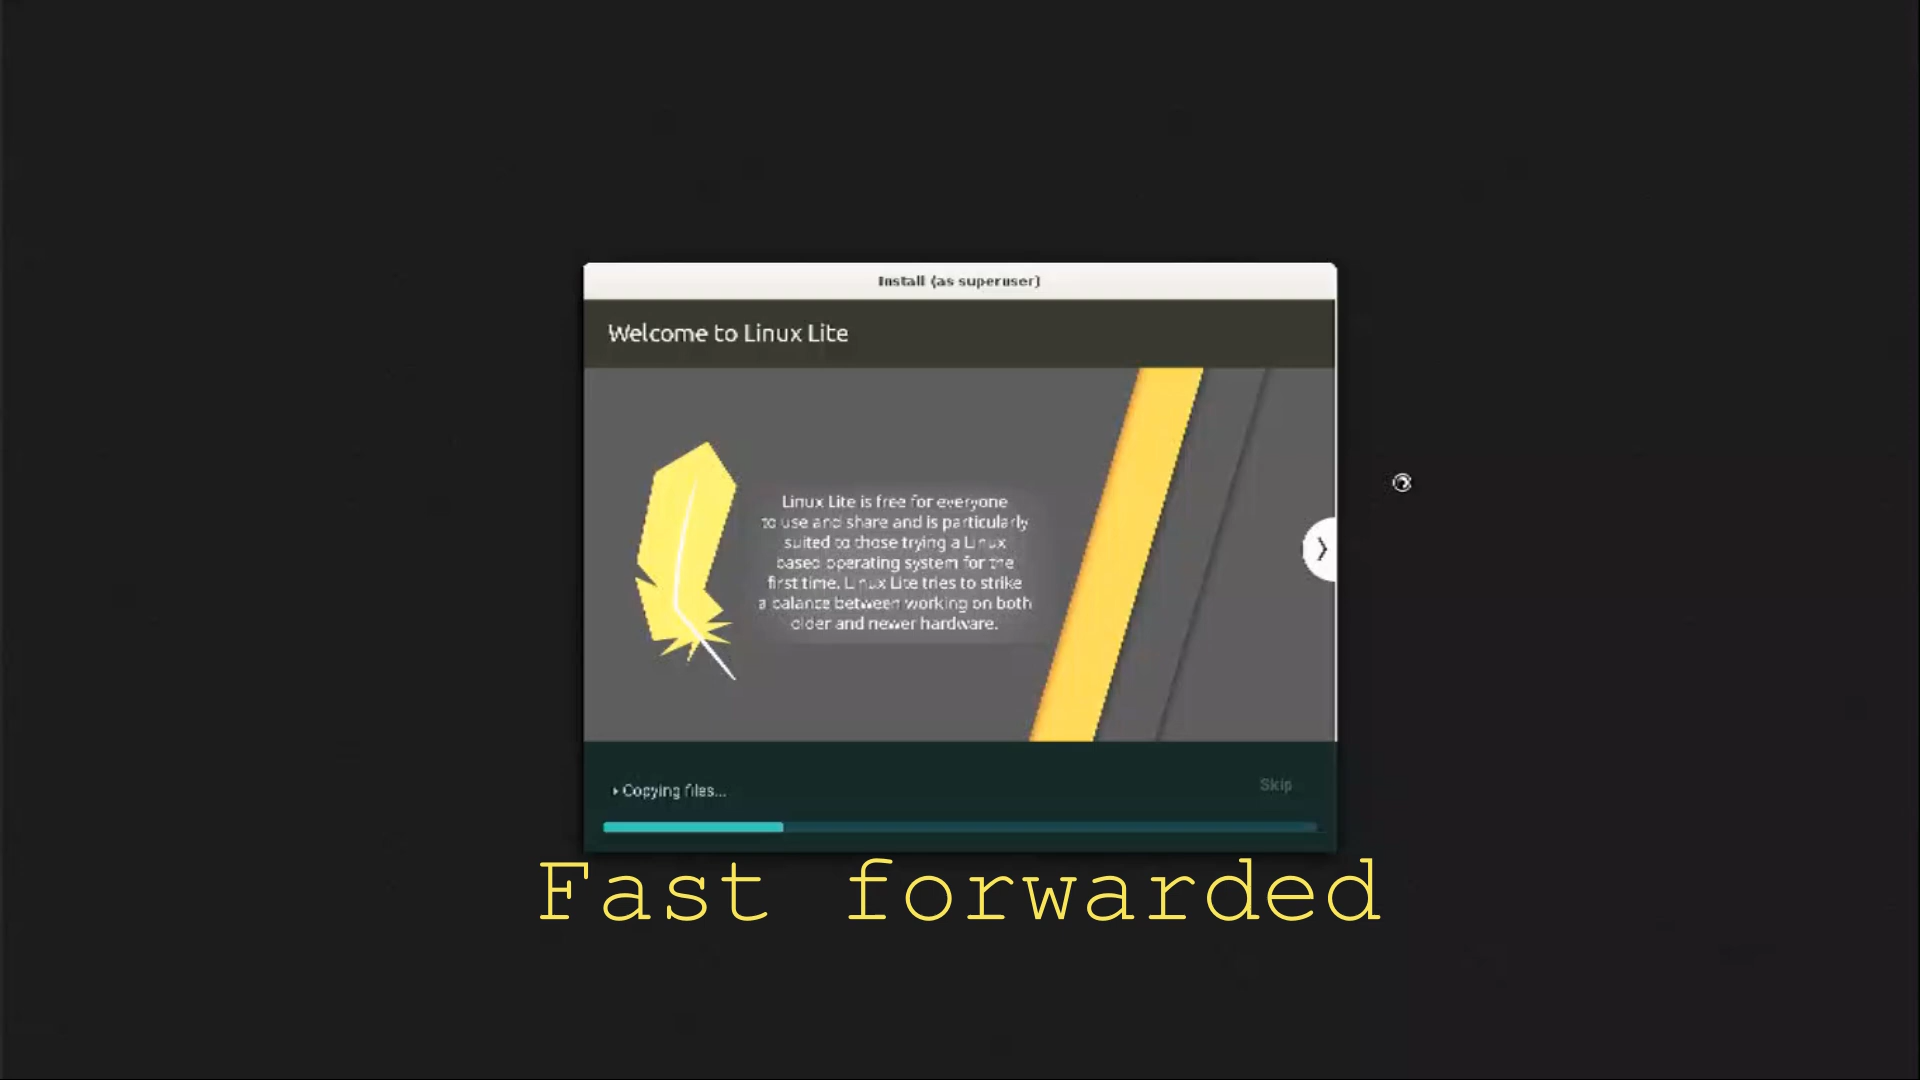 Install (as superuser)
Welcome to Linux Lite
Linux Lite is free for everyone
to use and share and is particularly
suited to those trying a Linux
based operating system for the
first time. Linux Lite tries to strike
a balance between working on both
older and newer hardware.
Copying files...
Skip
Fast forwarded